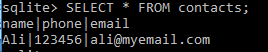 sqlite> SELECT * FROM contacts;
name|phone|email
Ali|123456|ali@myemail.com